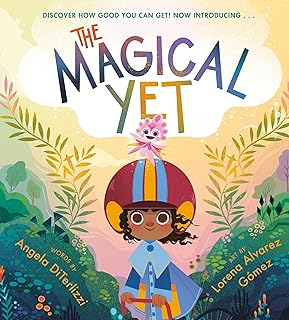 DISCOVER HOW GOOD YOU CAN GET! NOW INTRODUCING . . .
THE
MAGICAL
YET
WORDS BY
Angela DiTerlizzi
ART BY
Lorena Alvarez
Gómez